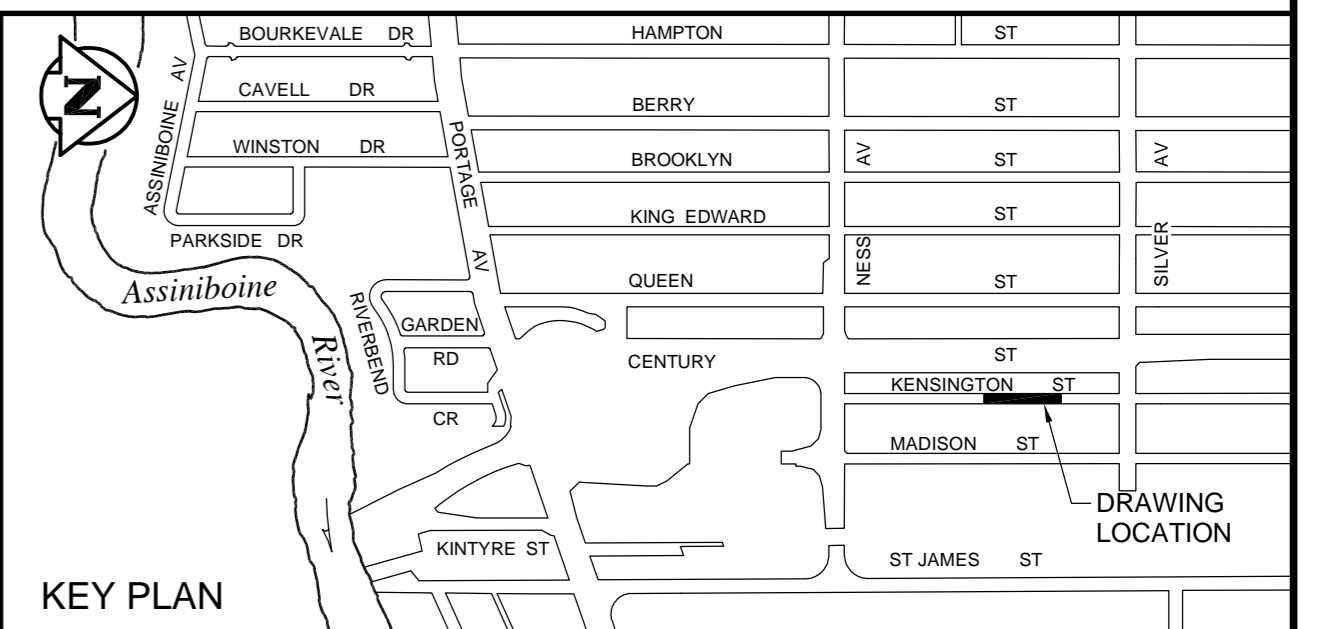 BOURKEVALE DR
HAMPTON ST
N
ASSINIBOINE AV
CAVELL DR
BERRY ST
WINSTON DR
PORTAGE AV
BROOKLYN ST
NESS AV
SILVER AV
KING EDWARD ST
PARKSIDE DR
QUEEN ST
Assiniboine River
RIVERBEND CR
GARDEN RD
CENTURY ST
KENSINGTON ST
MADISON ST
DRAWING
LOCATION
KINTYRE ST
ST JAMES ST
KEY PLAN